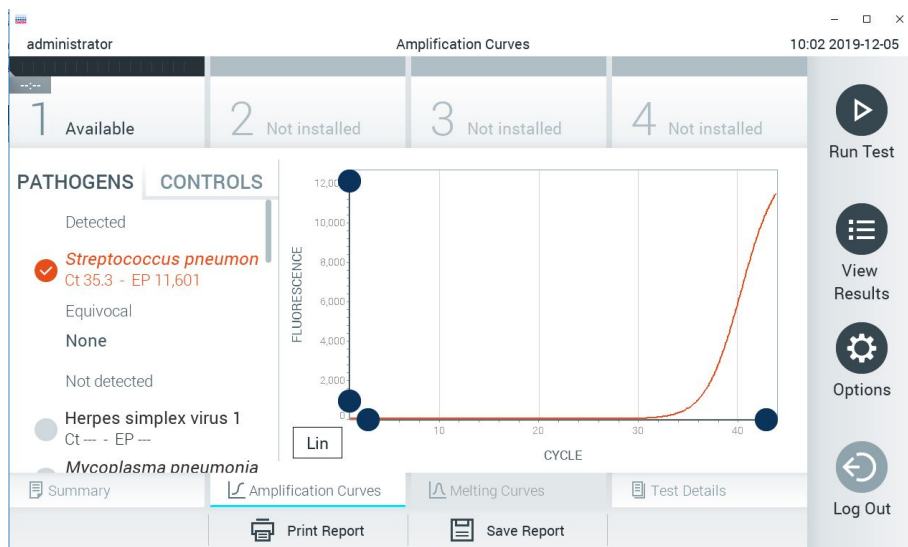 administrator
Amplification Curves
10:02 2019-12-05
--:--
1 Available
2 Not installed
3 Not installed
4 Not installed
Run Test
View
Results
Options
Log Out
PATHOGENS
CONTROLS
Detected
Streptococcus pneumon
Ct 35.3 - EP 11,601
Equivocal
None
Not detected
Herpes simplex virus 1
Ct --- - EP ---
Mycoplasma pneumonia
FLUORESCENCE
12,00
10,000
8,000
6,000
4,000
2,000
0
10
20
30
40
CYCLE
Lin
Summary
Amplification Curves
Melting Curves
Test Details
Print Report
Save Report